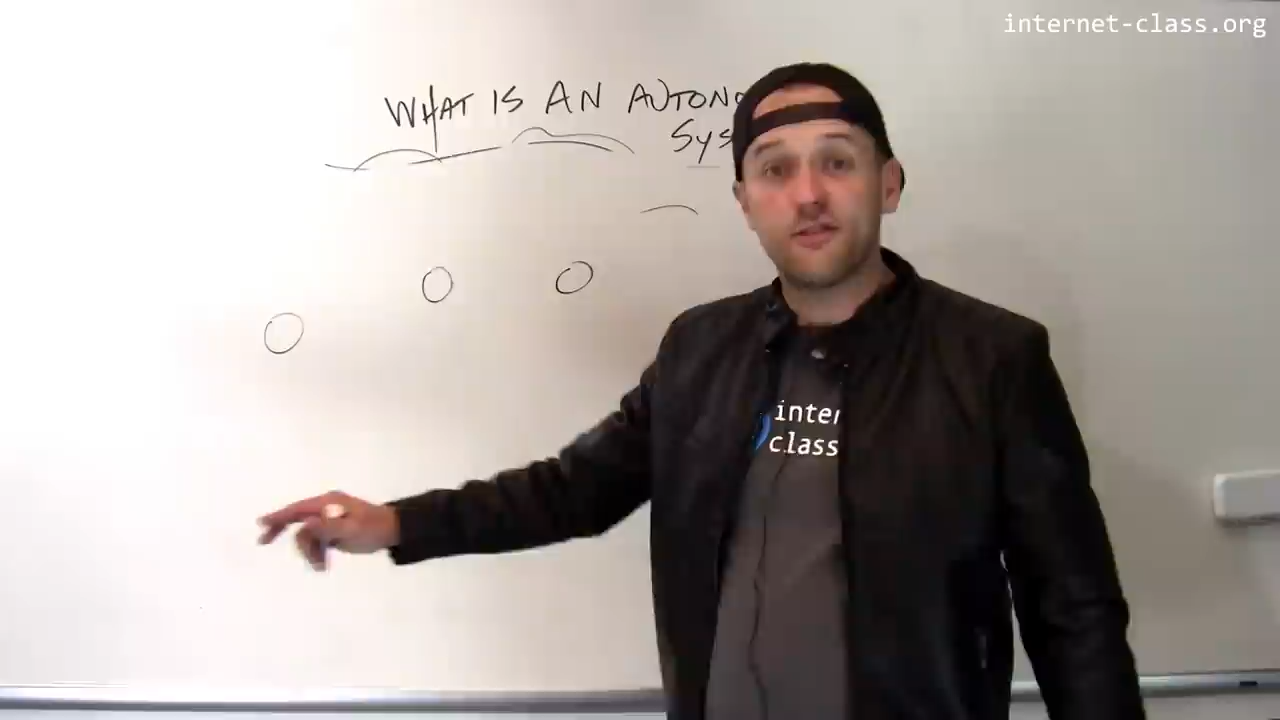 internet-class.org
WHAT IS AN AUTONO
SYS
inter
class